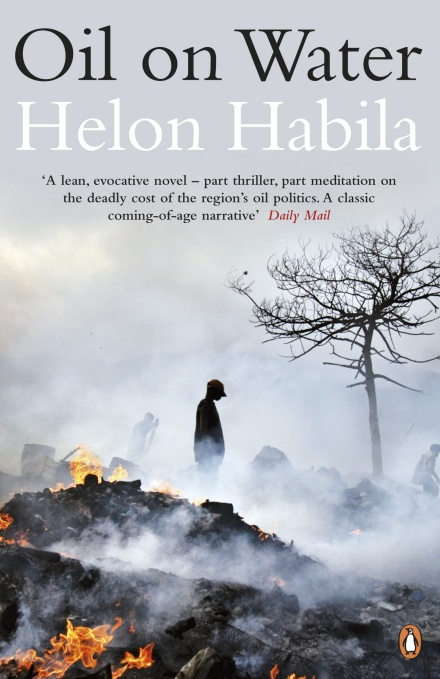 Oil on Water
Helon Habila
‘A lean, evocative novel – part thriller, part meditation on
the deadly cost of the region’s oil politics. A classic
coming-of-age narrative’ Daily Mail